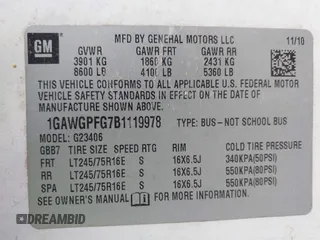 GM
MFD BY GENERAL MOTORS LLC 11/10
GVWR GAWR FRT GAWR RR
3901 KG 1860 KG 2431 KG
8600 LB 4100 LB 5360 LB
THIS VEHICLE CONFORMS TO ALL APPLICABLE U.S. FEDERAL MOTOR
VEHICLE SAFETY STANDARDS IN EFFECT ON THE DATE OF
MANUFACTURE SHOWN ABOVE.
1GAWGPFG7B1119978 TYPE: BUS-NOT SCHOOL BUS
MODEL: G23406
GBB7 TIRE SIZE SPEED RTG RIM COLD TIRE PRESSURE
FRT LT245/75R16E S 16X6.5J 340KPA(50PSI)
RR LT245/75R16E S 16X6.5J 550KPA(80PSI)
SPA LT245/75R16E S 16X6.5J 550KPA(80PSI)
SEE OWNER'S MANUAL FOR MORE INFORMATION.
DREAMBID